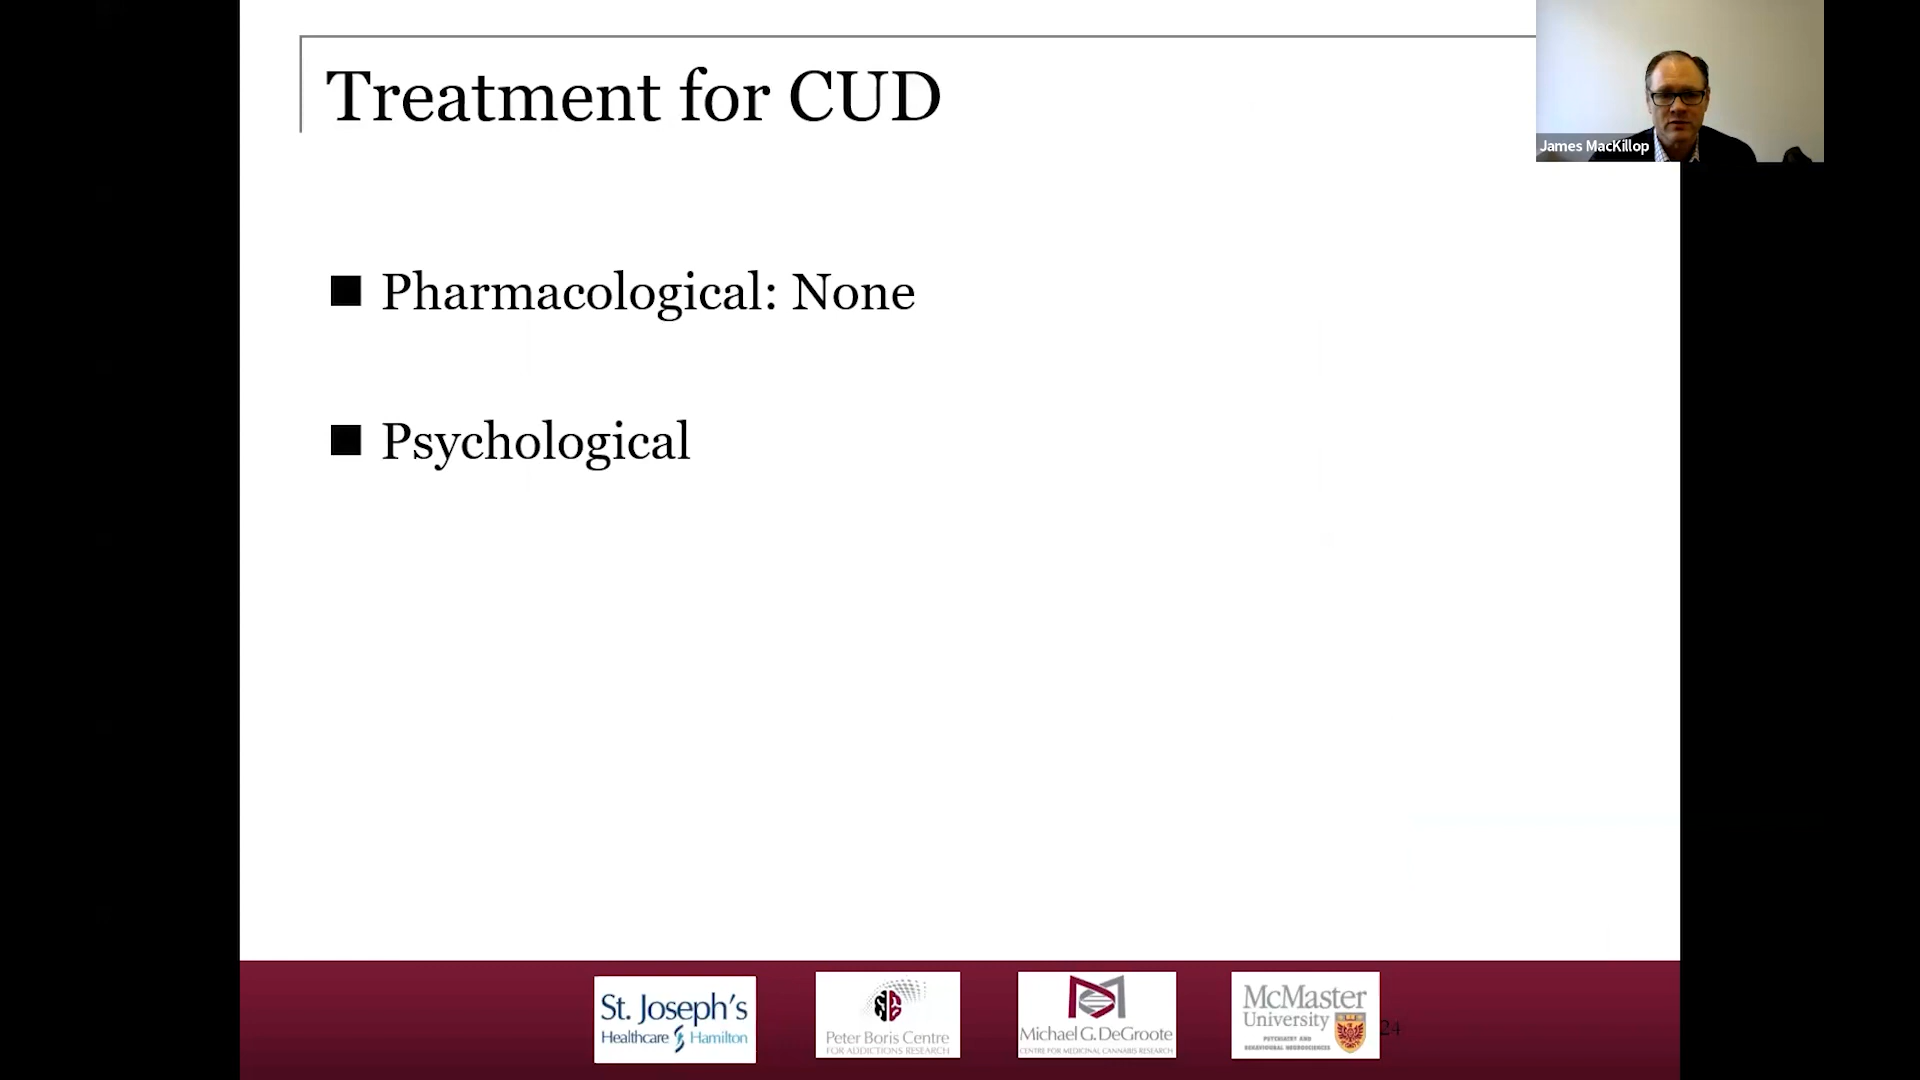 Treatment for CUD
James MacKillop
■ Pharmacological: None
■ Psychological
St. Joseph's
Healthcare Hamilton
Peter Boris Centre
FOR ADDICTIONS RESEARCH
Michael G. DeGroote
CENTRE FOR MEDICINAL CANNABIS RESEARCH
McMaster
University
PSYCHIATRY AND
BEHAVIOURAL NEUROSCIENCES
24